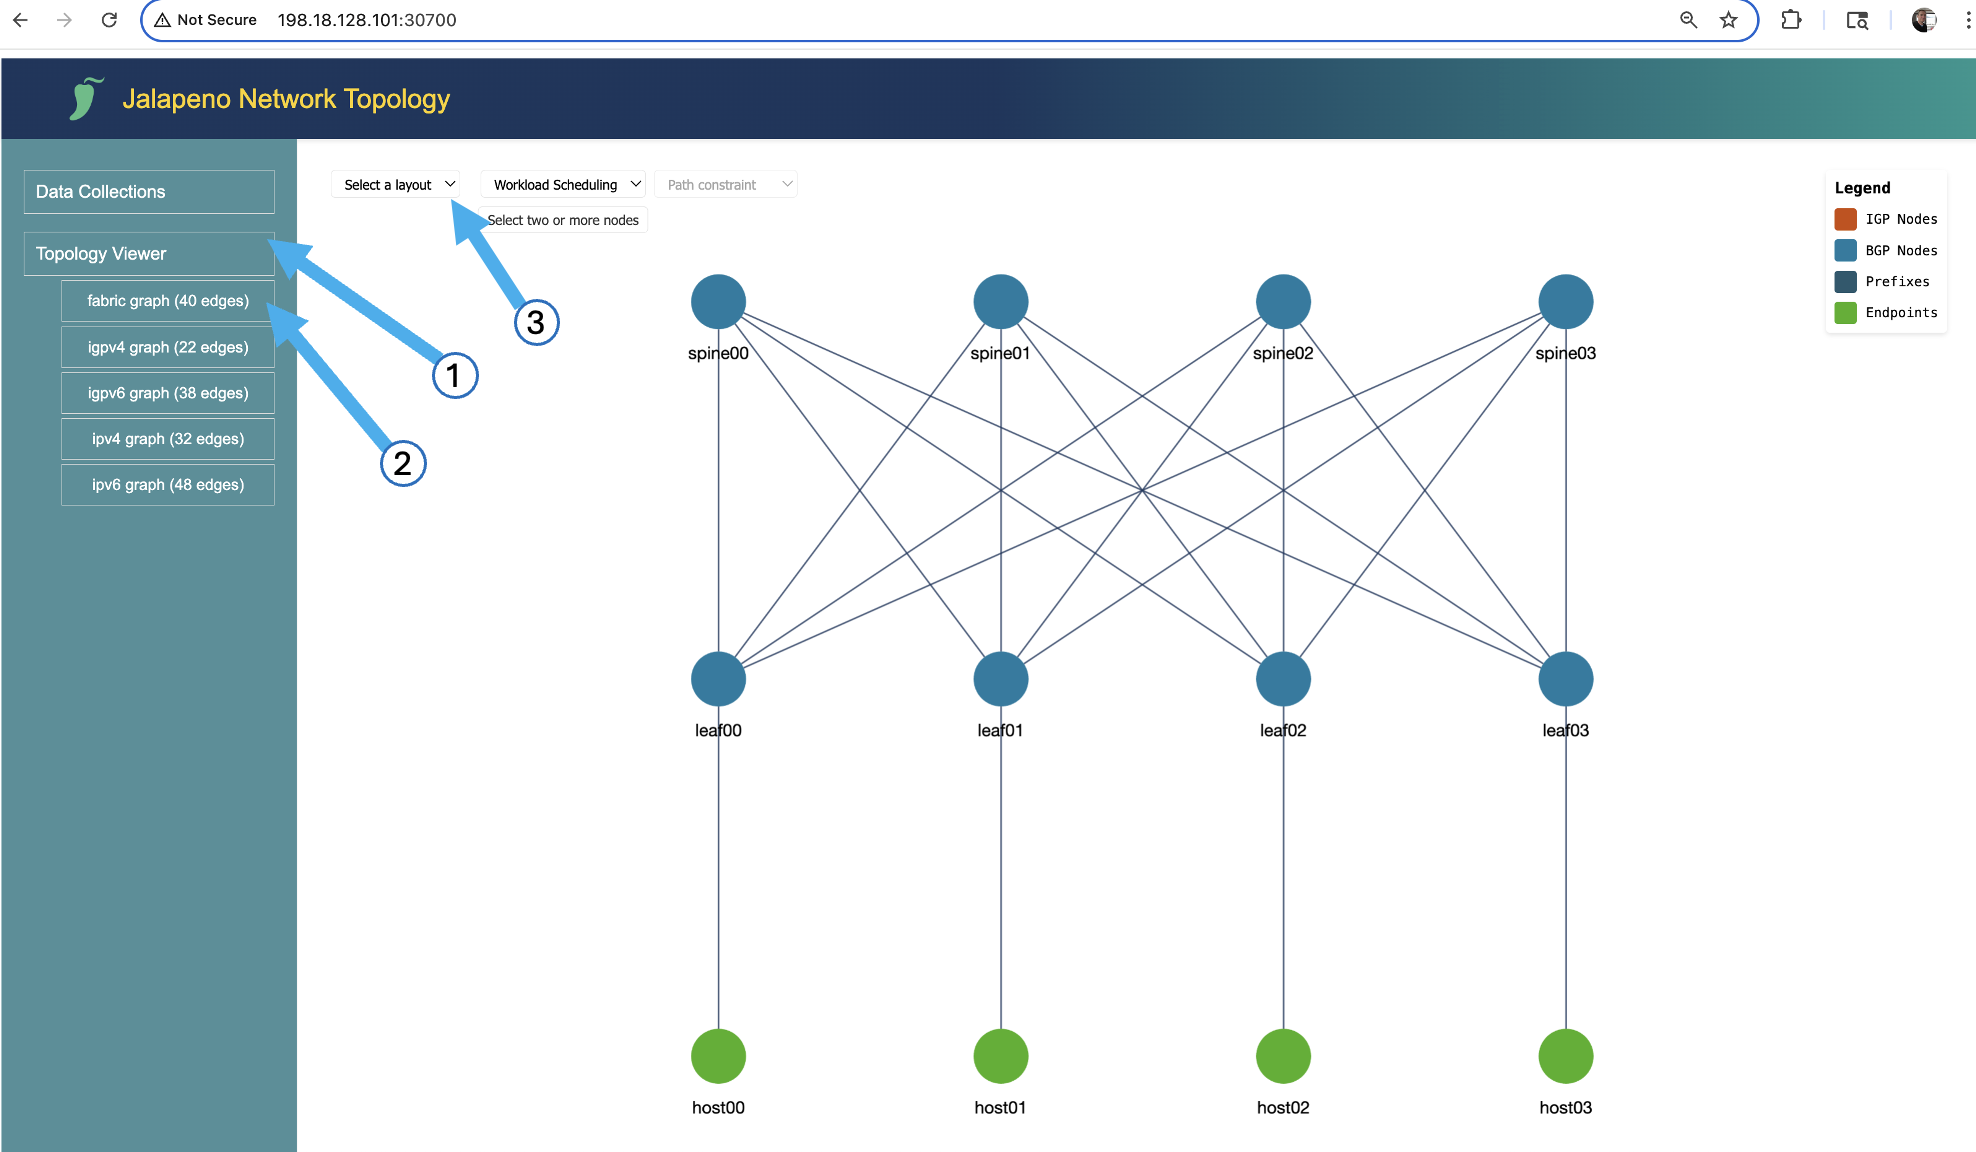 Not Secure 198.18.128.101:30700
Jalapeno Network Topology
Data Collections
Topology Viewer
fabric graph (40 edges)
igpv4 graph (22 edges)
igpv6 graph (38 edges)
ipv4 graph (32 edges)
ipv6 graph (48 edges)
Select a layout Workload Scheduling Path constraint
Select two or more nodes
1
2
3
Legend
IGP Nodes
BGP Nodes
Prefixes
Endpoints
spine00 spine01 spine02 spine03
leaf00 leaf01 leaf02 leaf03
host00 host01 host02 host03